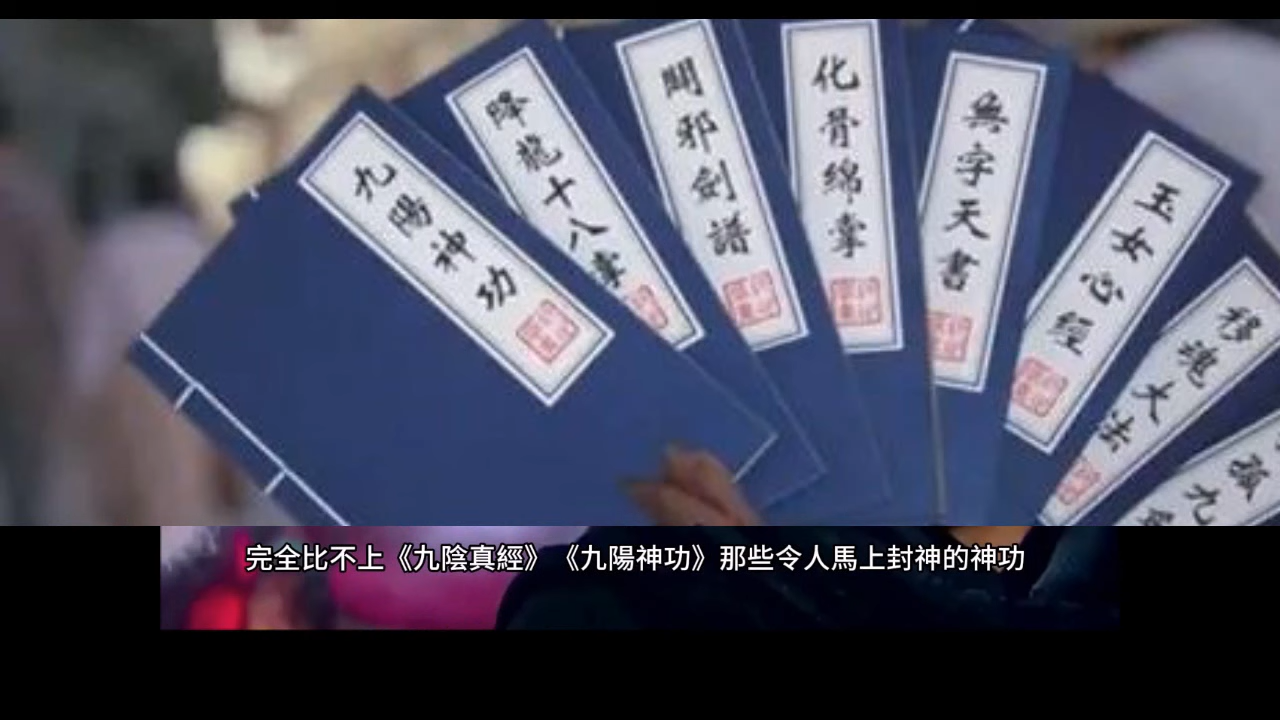 九陽神功
降龍十八掌
闢邪劍譜
化骨綿掌
無字天書
玉女心經
移魂大法
孤九
完全比不上《九陰真經》《九陽神功》那些令人馬上封神的神功